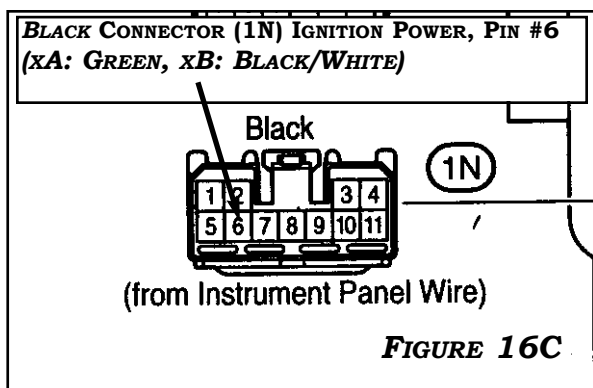 BLACK CONNECTOR (1N) IGNITION POWER, PIN #6
(XA: GREEN, XB: BLACK/WHITE)
Black
1N
1 2 3 4
5 6 7 8 9 10 11
(from Instrument Panel Wire)
FIGURE 16C